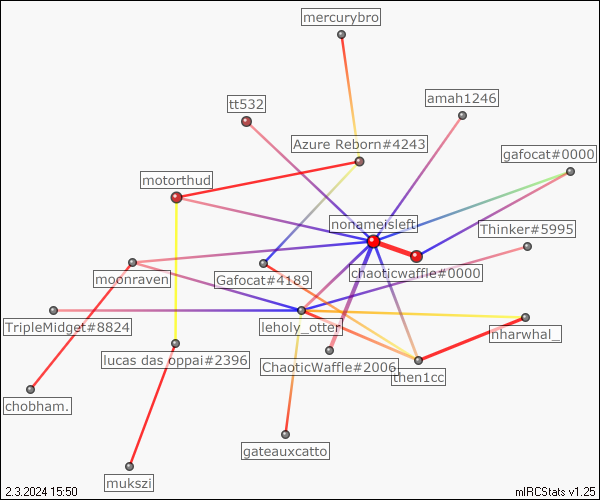 mercurybro
tt532
amah1246
Azure Reborn#4243
gafocat#0000
motorthud
nonameisleft
Thinker#5995
moonraven
Gafocat#4189
chaoticwaffle#0000
TripleMidget#8824
leholy_otter
nharwhal_
lucas das oppai#2396
ChaoticWaffle#2006
then1cc
chobham.
gateauxcatto
mukszi
2.3.2024 15:50
mIRCStats v1.25